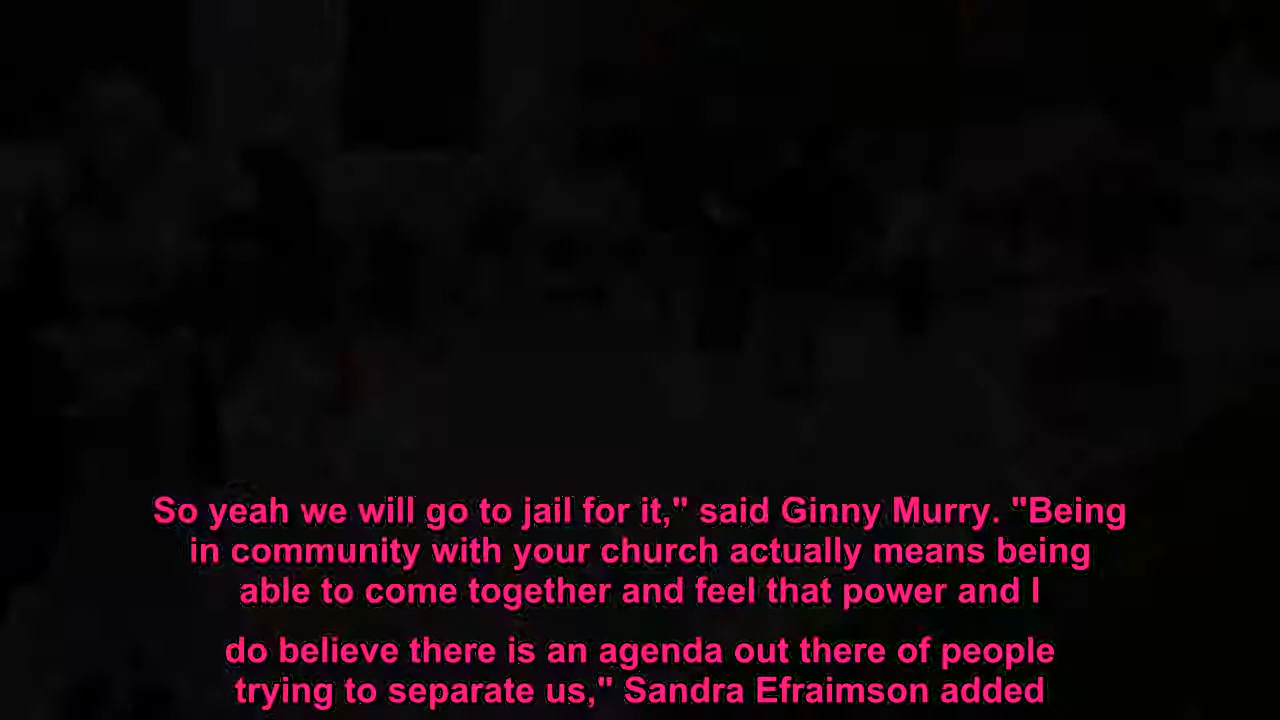 So yeah we will go to jail for it," said Ginny Murry. "Being
in community with your church actually means being
able to come together and feel that power and I
do believe there is an agenda out there of people
trying to separate us," Sandra Efraimson added